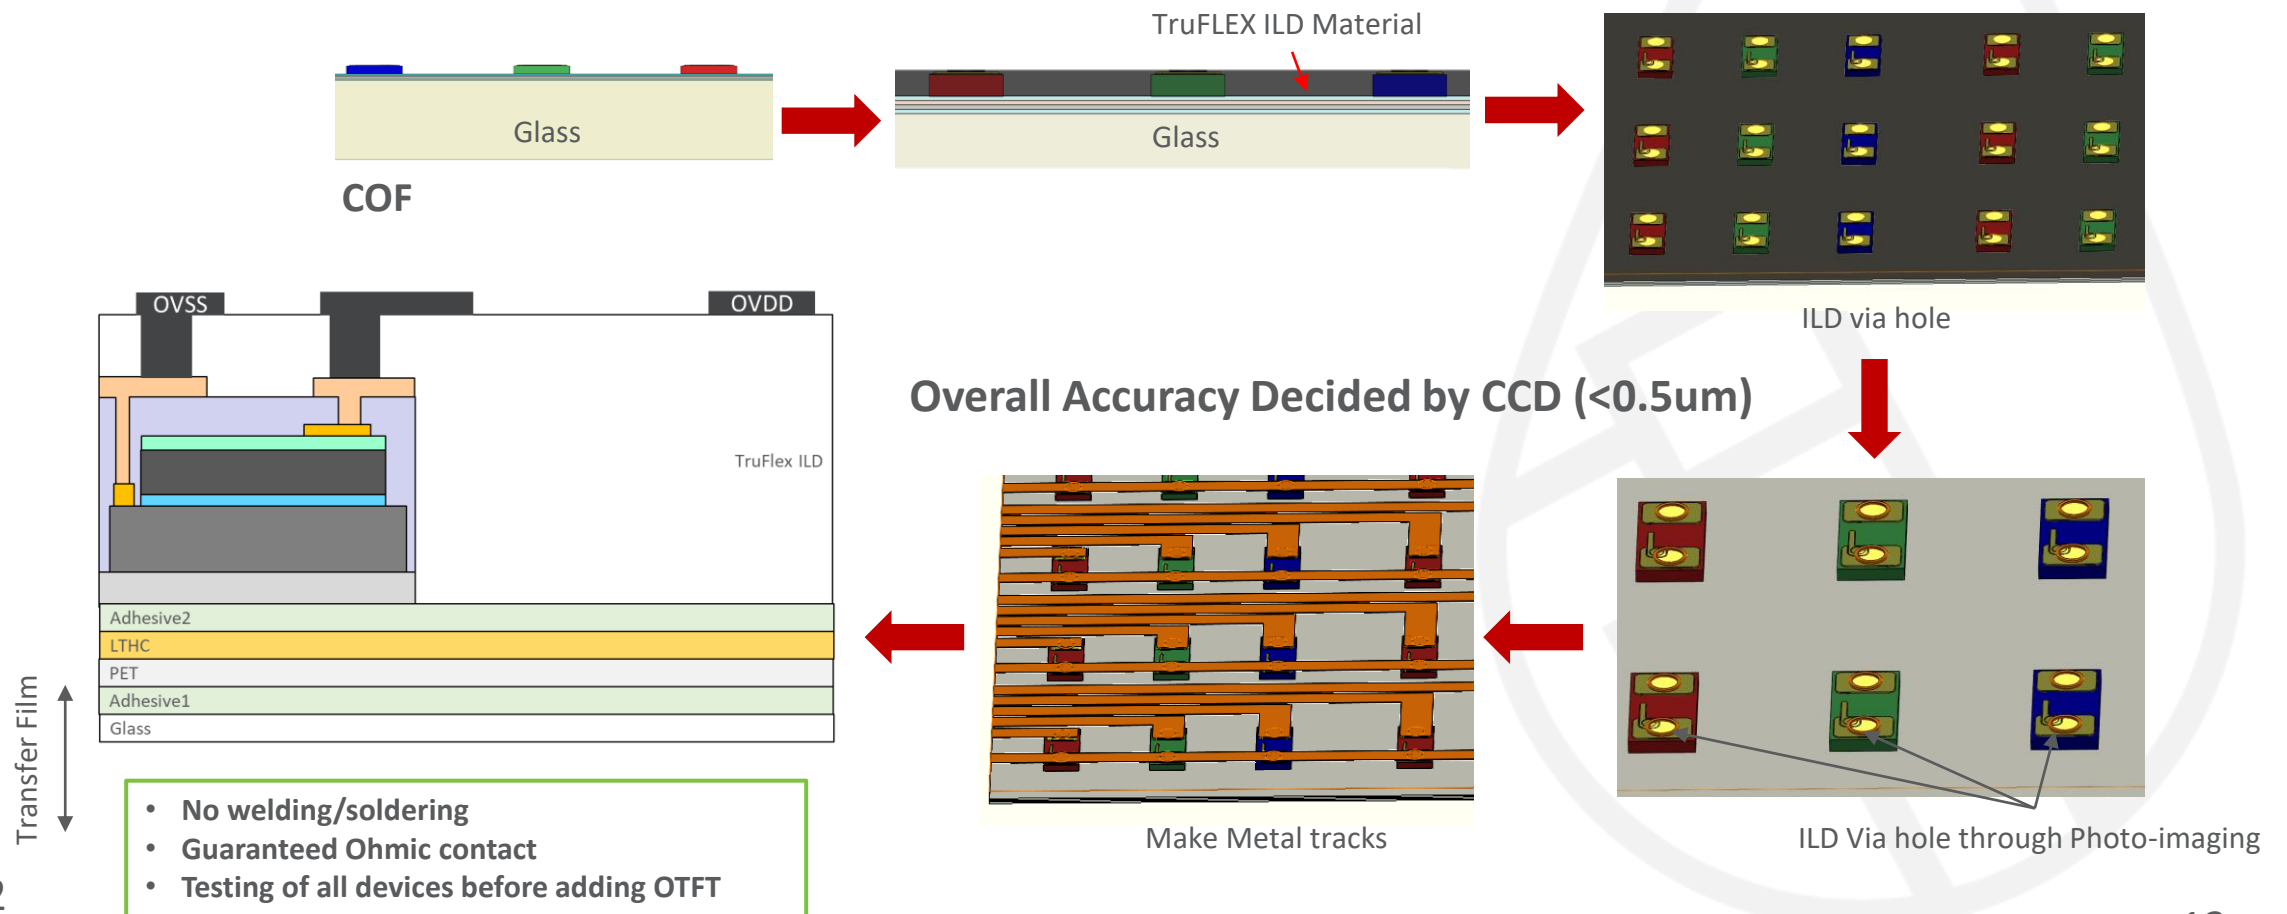 TruFLEX ILD Material
Glass
Glass
COF
ILD via hole
OVSS
OVDD
Overall Accuracy Decided by CCD (<0.5um)
TruFlex ILD
Adhesive2
LTHC
PET
Adhesive1
Glass
Transfer Film
Make Metal tracks
ILD Via hole through Photo-imaging
• No welding/soldering
• Guaranteed Ohmic contact
• Testing of all devices before adding OTFT